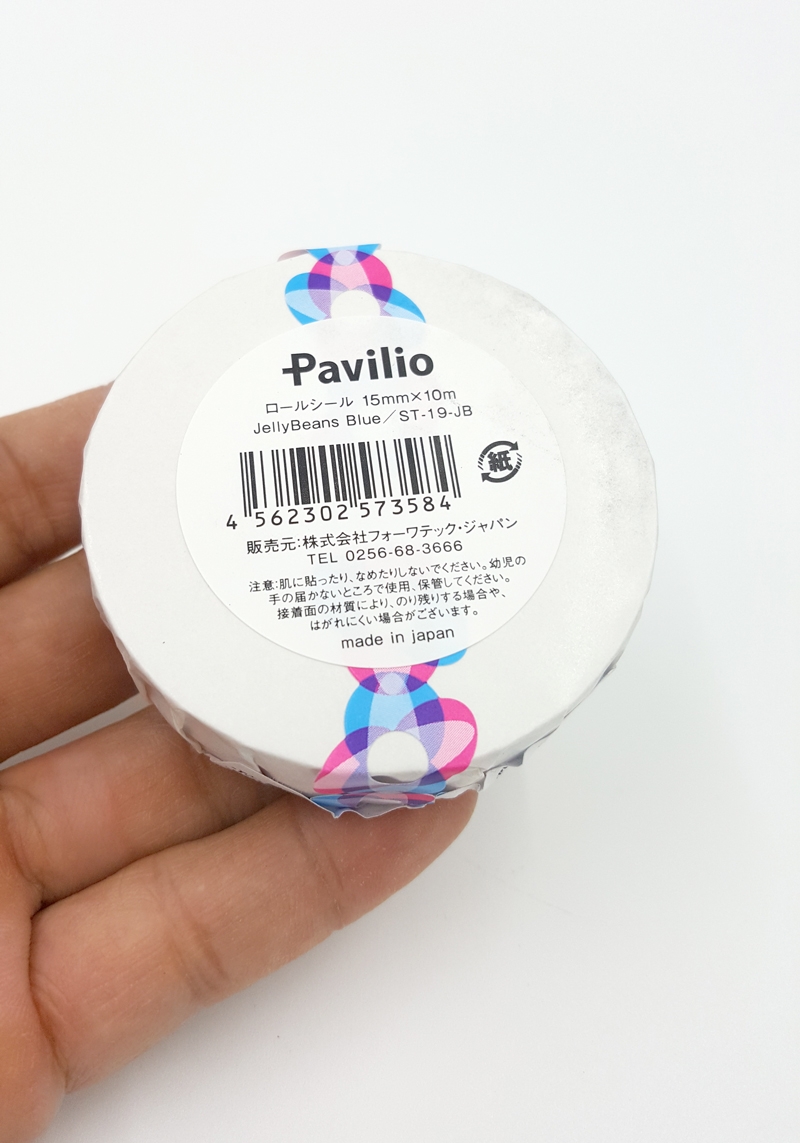 Pavilio
ロールシール 15mm×10m
JellyBeans Blue／ST-19-JB
紙
4 562302 573584
販売元:株式会社フォーワテック・ジャパン
TEL 0256-68-3666
注意:肌に貼ったり、なめたりしないでください。幼児の
手の届かないところで使用、保管してください。
接着面の材質により、のり残りする場合や、
はがれにくい場合がございます。
made in japan